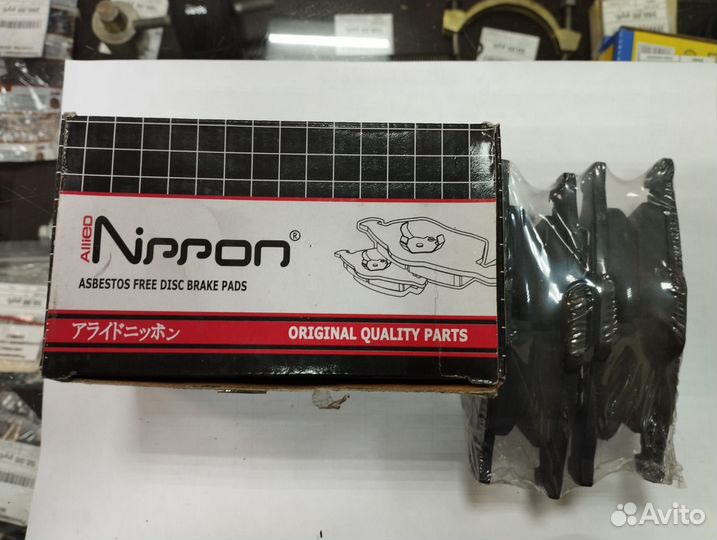 Allied Nippon ®
ASBESTOS FREE DISC BRAKE PADS
アライドニッポン ORIGINAL QUALITY PARTS
Avito